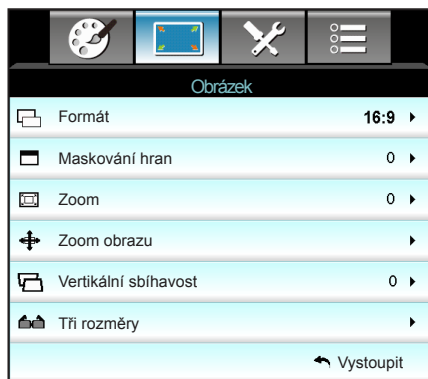 Obrázek
Formát 16:9
Maskování hran 0
Zoom 0
Zoom obrazu
Vertikální sbíhavost 0
Tři rozměry
Vystoupit